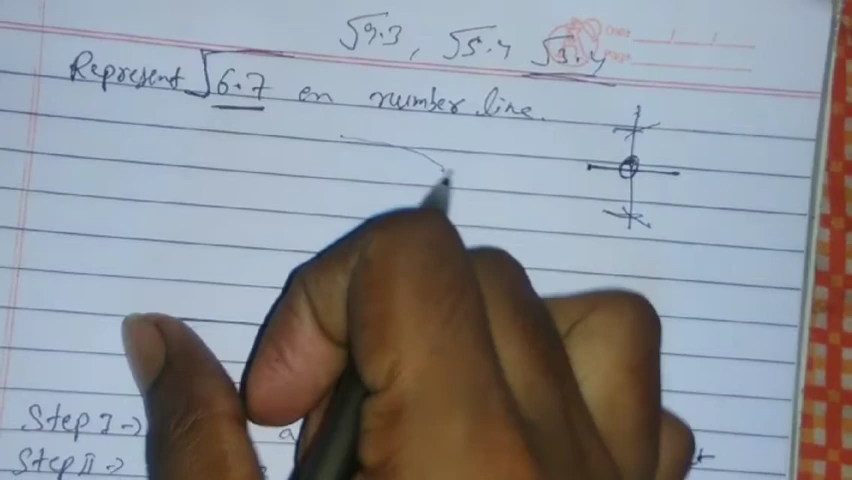 √9.3, √5.4 √3.4
Represent √6.7 on number line.
Step I →
a
Step II →